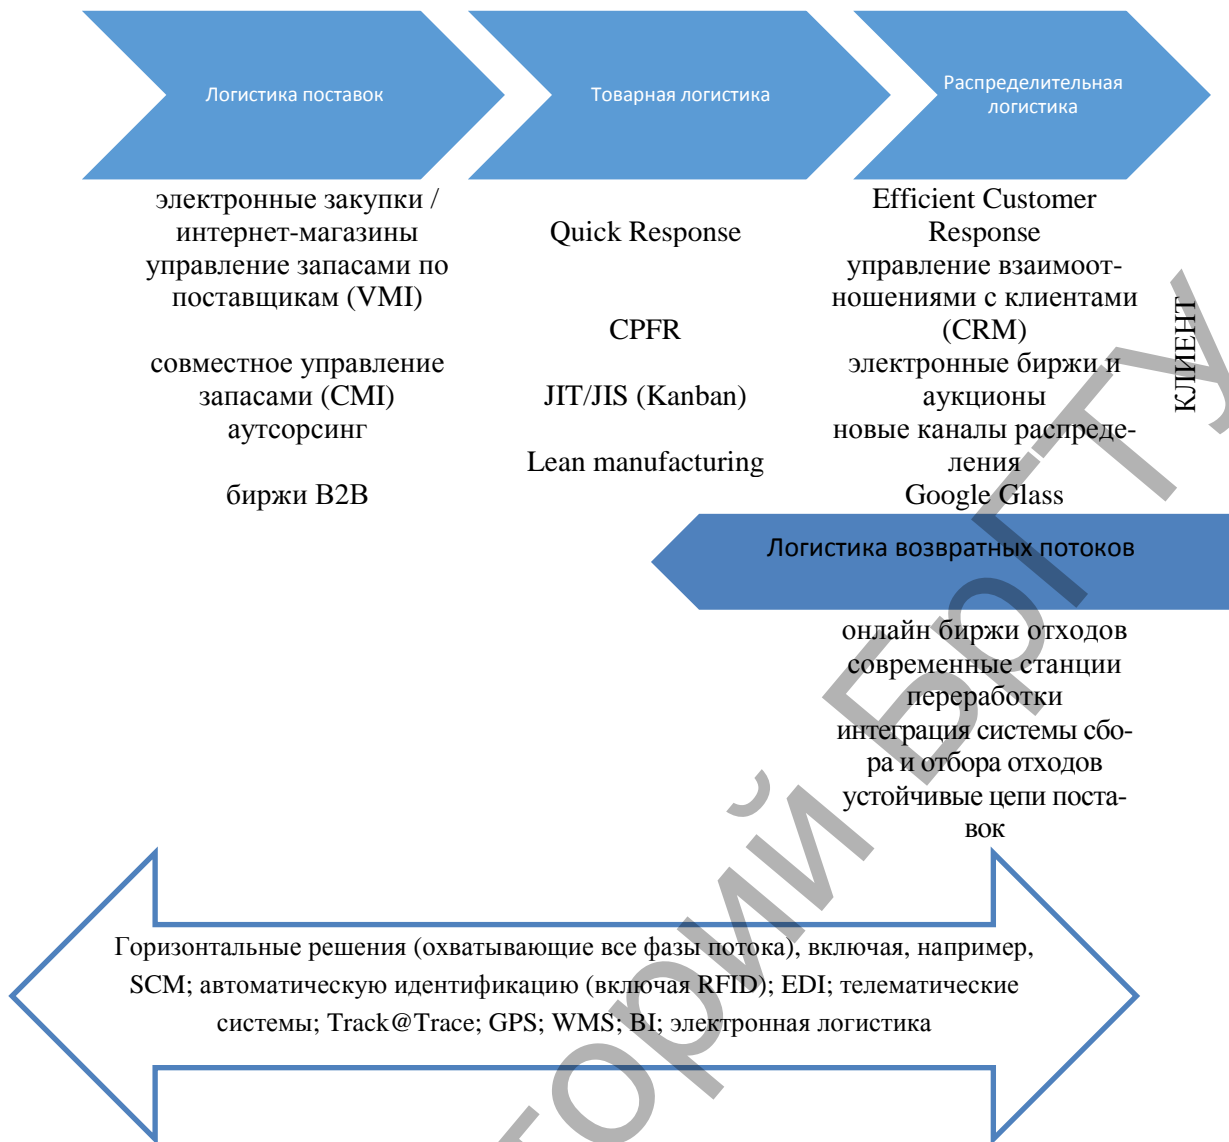 Логистика поставок
Товарная логистика
Распределительная
логистика
электронные закупки /
интернет-магазины
управление запасами по
поставщикам (VMI)
совместное управление
запасами (CMI)
аутсорсинг
биржи B2B
Quick Response
CPFR
JIT/JIS (Kanban)
Lean manufacturing
Efficient Customer
Response
управление взаимоот-
ношениями с клиентами
(CRM)
электронные биржи и
аукционы
новые каналы распреде-
ления
Google Glass
КЛИЕНТ
Логистика возвратных потоков
онлайн биржи отходов
современные станции
переработки
интеграция системы сбо-
ра и отбора отходов
устойчивые цепи поста-
вок
Горизонтальные решения (охватывающие все фазы потока), включая, например,
SCM; автоматическую идентификацию (включая RFID); EDI; телематические
системы; Track@Trace; GPS; WMS; BI; электронная логистика
торий БрГТУ